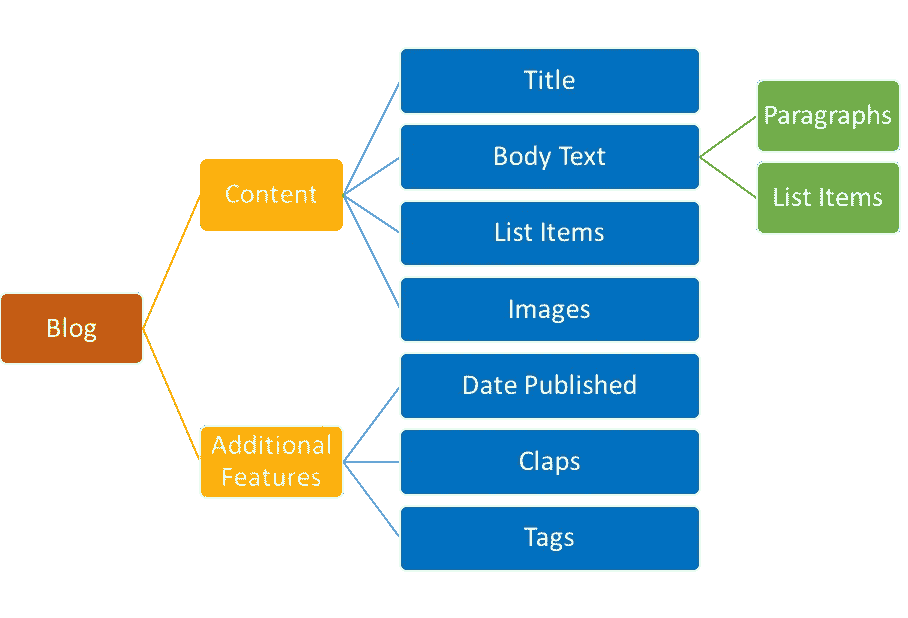 Blog
Content
Title
Body Text
Paragraphs
List Items
List Items
Images
Additional
Features
Date Published
Claps
Tags